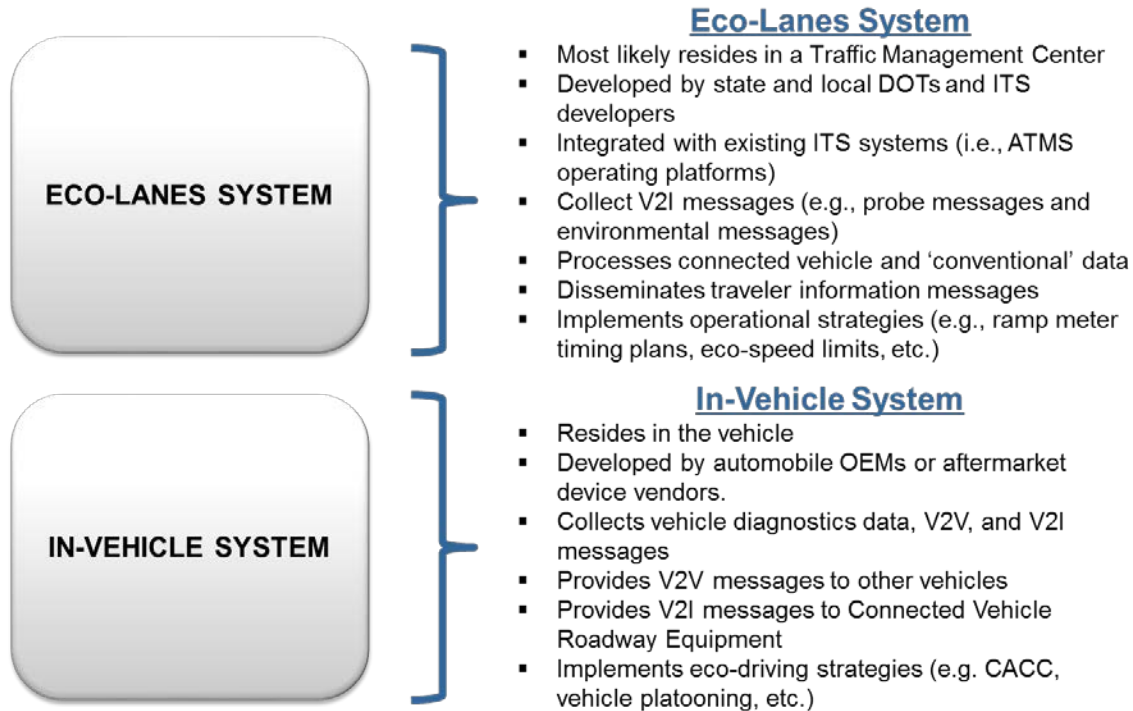 ECO-LANES SYSTEM
Eco-Lanes System
▪ Most likely resides in a Traffic Management Center
▪ Developed by state and local DOTs and ITS
developers
▪ Integrated with existing ITS systems (i.e., ATMS
operating platforms)
▪ Collect V2I messages (e.g., probe messages and
environmental messages)
▪ Processes connected vehicle and ‘conventional’ data
▪ Disseminates traveler information messages
▪ Implements operational strategies (e.g., ramp meter
timing plans, eco-speed limits, etc.)
IN-VEHICLE SYSTEM
In-Vehicle System
▪ Resides in the vehicle
▪ Developed by automobile OEMs or aftermarket
device vendors.
▪ Collects vehicle diagnostics data, V2V, and V2I
messages
▪ Provides V2V messages to other vehicles
▪ Provides V2I messages to Connected Vehicle
Roadway Equipment
▪ Implements eco-driving strategies (e.g. CACC,
vehicle platooning, etc.)